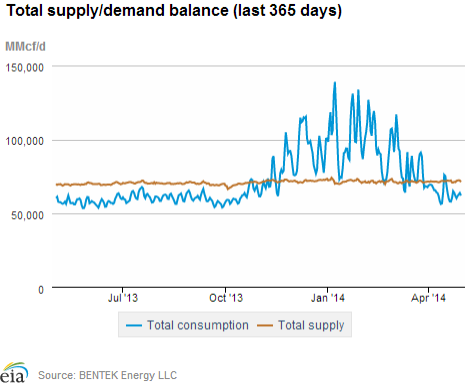 Total supply/demand balance (last 365 days)
MMcf/d
150,000
100,000
50,000
0
Jul '13 Oct '13 Jan '14 Apr '14
Total consumption Total supply
eia Source: BENTEK Energy LLC